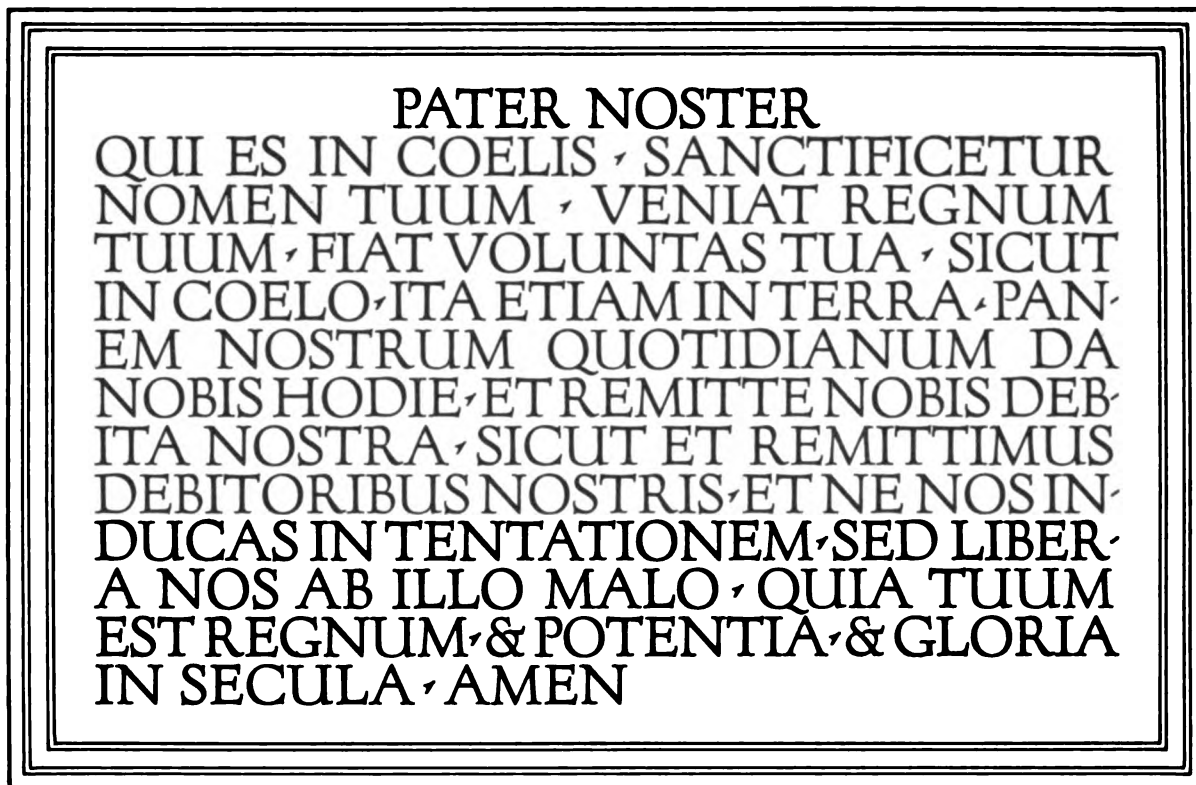 PATER NOSTER
QUI ES IN COELIS · SANCTIFICETUR
NOMEN TUUM · VENIAT REGNUM
TUUM · FIAT VOLUNTAS TUA · SICUT
IN COELO · ITA ETIAM IN TERRA · PAN-
EM NOSTRUM QUOTIDIANUM DA
NOBIS HODIE · ET REMITTE NOBIS DEB-
ITA NOSTRA · SICUT ET REMITTIMUS
DEBITORIBUS NOSTRIS · ET NE NOS IN-
DUCAS IN TENTATIONEM · SED LIBER-
A NOS AB ILLO MALO · QUIA TUUM
EST REGNUM · & POTENTIA · & GLORIA
IN SECULA · AMEN